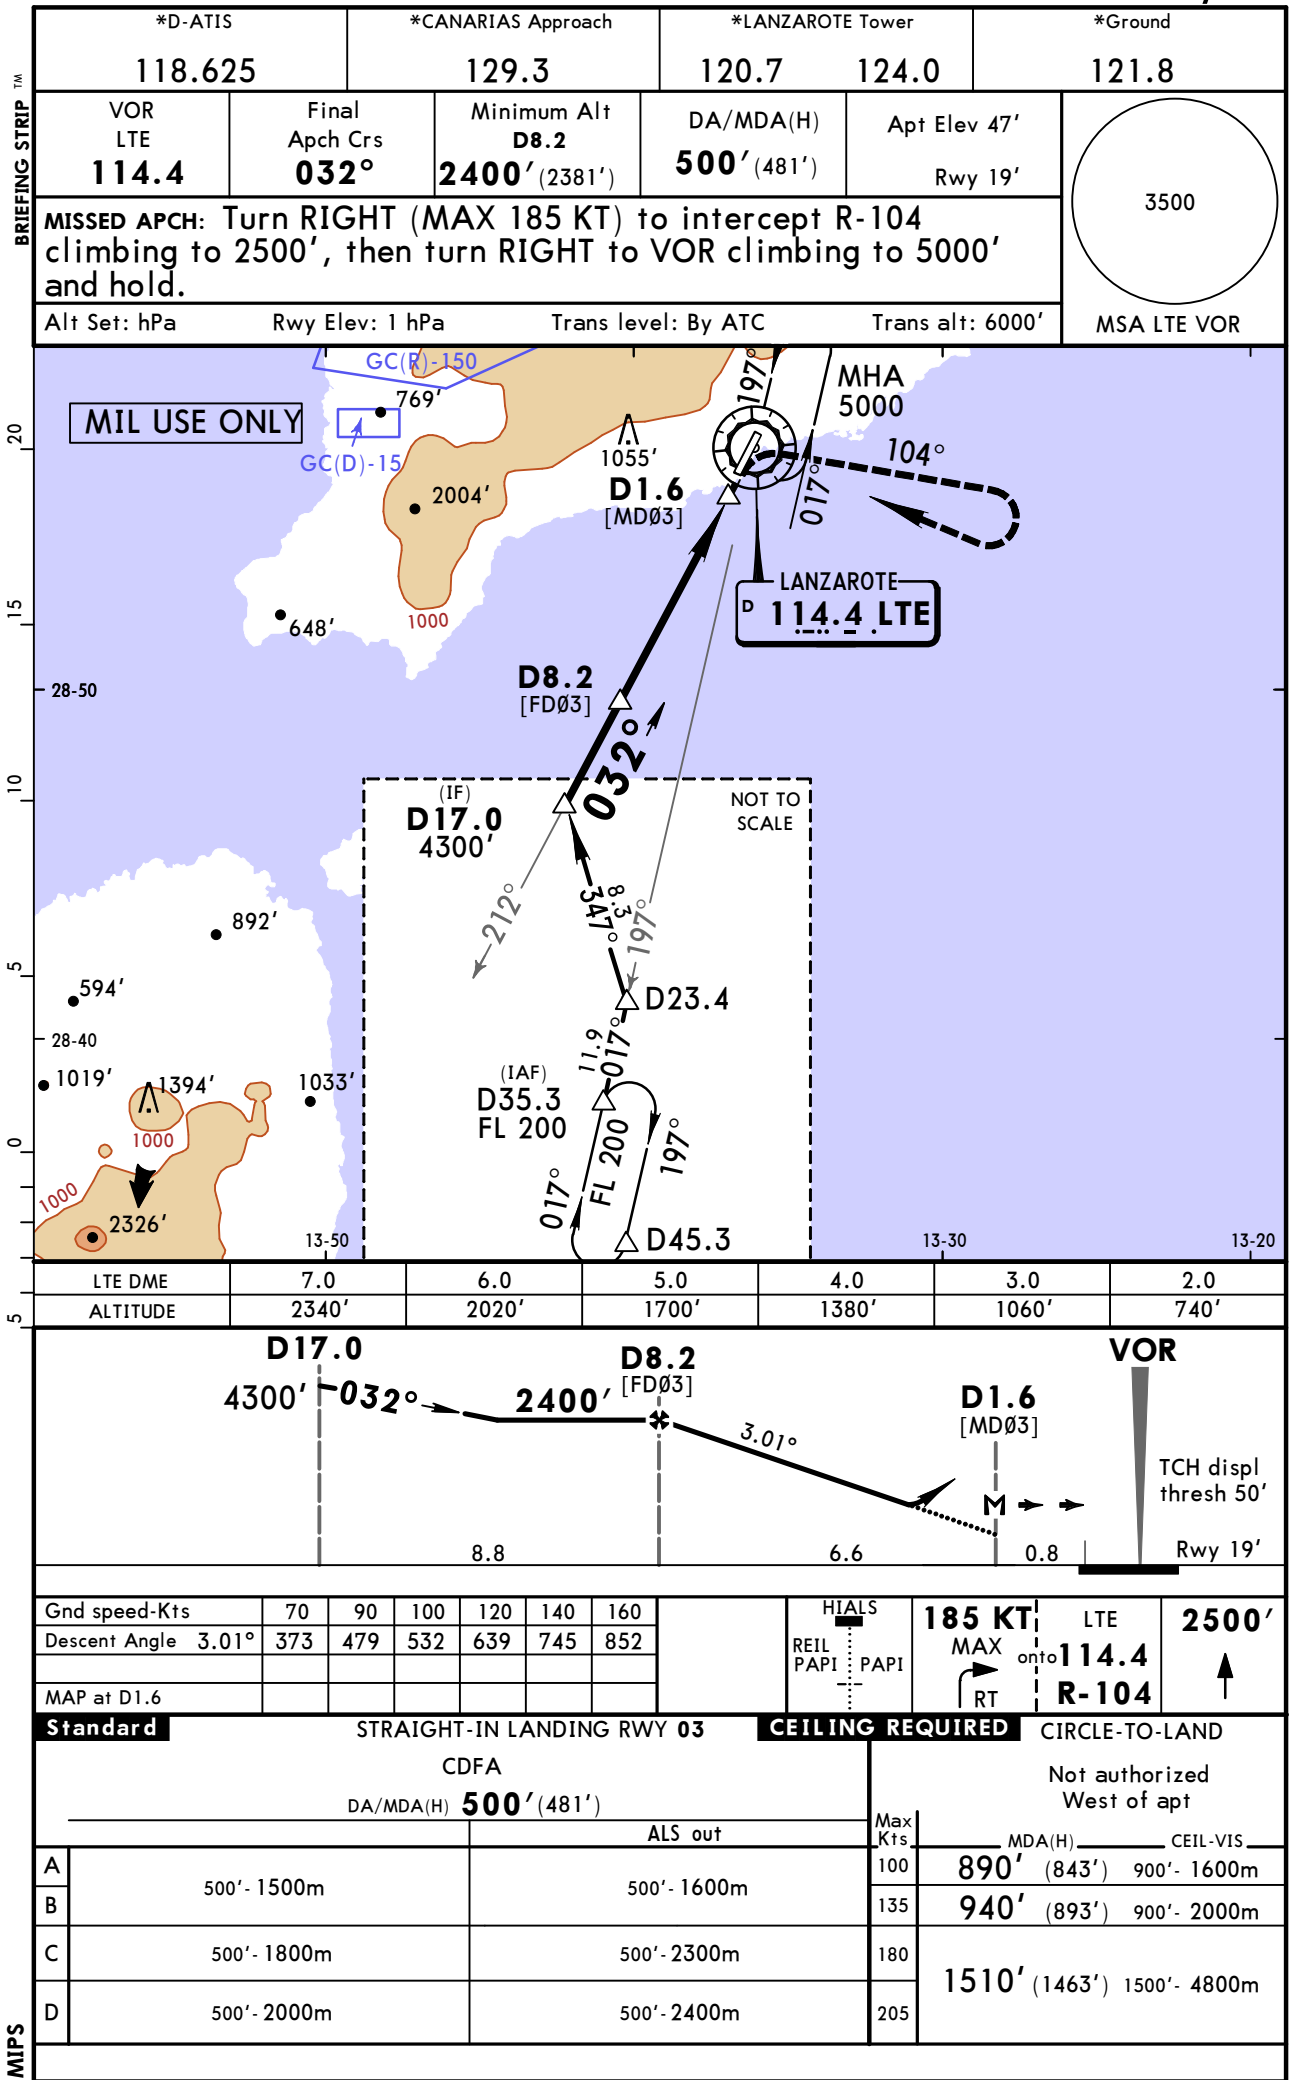 *D-ATIS
118.625
*CANARIAS Approach
129.3
*LANZAROTE Tower
120.7 124.0
*Ground
121.8
BRIEFING STRIP TM
VOR
LTE
114.4
Final
Apch Crs
032°
Minimum Alt
D8.2
2400'(2381')
DA/MDA(H)
500'(481')
Apt Elev 47'
Rwy 19'
3500
MSA LTE VOR
MISSED APCH: Turn RIGHT (MAX 185 KT) to intercept R-104
climbing to 2500', then turn RIGHT to VOR climbing to 5000'
and hold.
Alt Set: hPa Rwy Elev: 1 hPa Trans level: By ATC Trans alt: 6000'
GC(R)-150
MIL USE ONLY
769'
GC(D)-15
2004'
1055'
197°
MHA
5000
104°
017°
D1.6
[MDØ3]
LANZAROTE
D 114.4 LTE
648'
1000
20
15
10
5
0
5
28-50
D8.2
[FDØ3]
032°
(IF)
D17.0
4300'
NOT TO
SCALE
212°
8.3
347°
197°
D23.4
892'
594'
28-40
1019'
1394'
1033'
1000
1000
2326'
11.9
017°
(IAF)
D35.3
FL 200
FL 200
017°
197°
D45.3
13-50
13-30
13-20
LTE DME 7.0 6.0 5.0 4.0 3.0 2.0
ALTITUDE 2340' 2020' 1700' 1380' 1060' 740'
D17.0
4300'
032°
2400'
D8.2
[FDØ3]
3.01°
D1.6
[MDØ3]
VOR
M
TCH displ
thresh 50'
Rwy 19'
8.8 6.6 0.8
Gnd speed-Kts 70 90 100 120 140 160
Descent Angle 3.01° 373 479 532 639 745 852
MAP at D1.6
HIALS
REIL
PAPI PAPI
185 KT
MAX
RT
onto
LTE
114.4
R-104
2500'
Standard STRAIGHT-IN LANDING RWY 03 CEILING REQUIRED CIRCLE-TO-LAND
CDFA
DA/MDA(H) 500'(481')
ALS out
Not authorized
West of apt
Max
Kts MDA(H) CEIL-VIS
A
B
500'-1500m 500'-1600m
100 890' (843') 900'-1600m
135 940' (893') 900'-2000m
C 500'-1800m 500'-2300m
180
1510' (1463') 1500'-4800m
D 500'-2000m 500'-2400m
205
MIPS